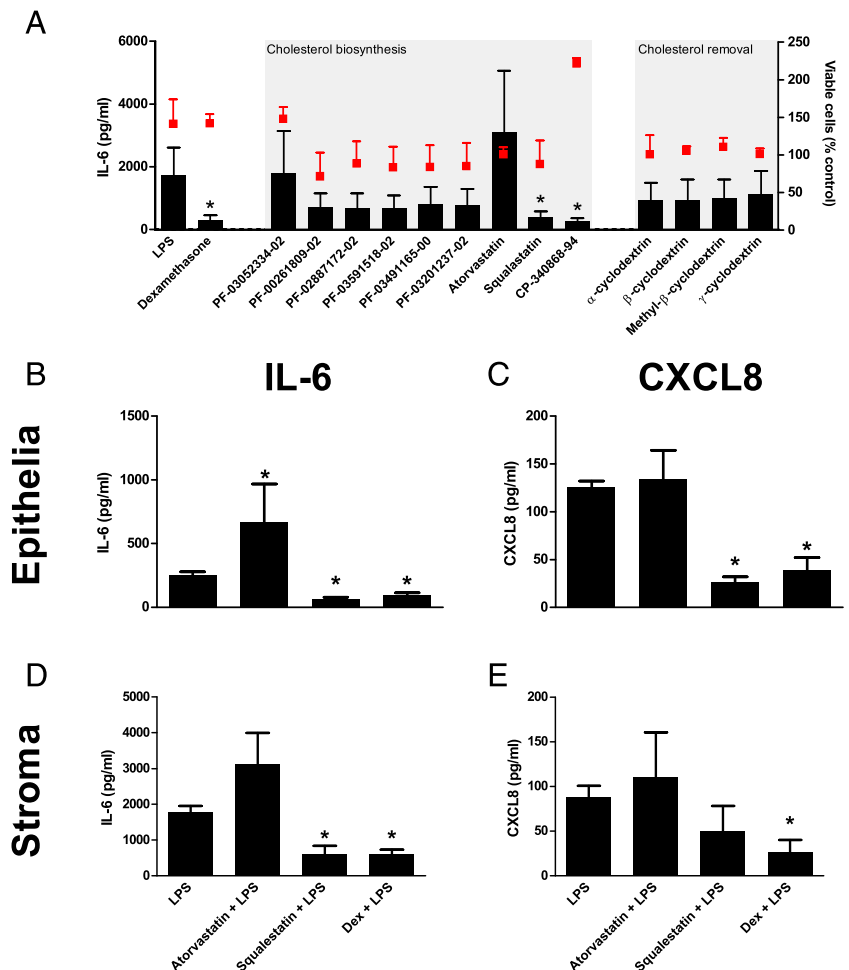 A
6000
4000
2000
0
IL-6 (pg/ml)
Cholesterol biosynthesis
Cholesterol removal
250
200
150
100
50
0
Viable cells (% control)
*
*
*
LPS
Dexamethasone
PF-03052334-02
PF-00261809-02
PF-02887172-02
PF-03591518-02
PF-03491165-00
PF-03201237-02
Atorvastatin
Squalastatin
CP-340868-94
α-cyclodextrin
β-cyclodextrin
Methyl-β-cyclodextrin
γ-cyclodextrin
B
IL-6
C
CXCL8
Epithelia
1500
1000
500
0
IL-6 (pg/ml)
*
*
*
200
150
100
50
0
CXCL8 (pg/ml)
*
*
D
E
Stroma
5000
4000
3000
2000
1000
0
IL-6 (pg/ml)
*
*
LPS
Atorvastatin + LPS
Squalestatin + LPS
Dex + LPS
200
150
100
50
0
CXCL8 (pg/ml)
*
LPS
Atorvastatin + LPS
Squalestatin + LPS
Dex + LPS